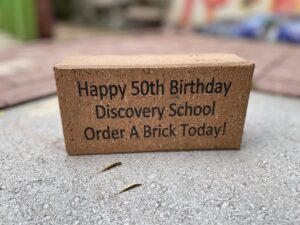 Happy 50th Birthday
Discovery School
Order A Brick Today!